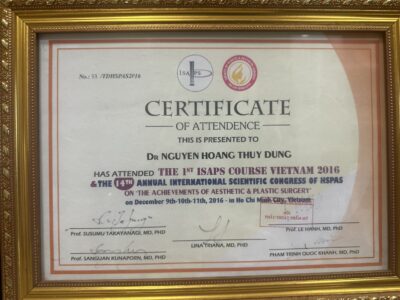 No.: 53 /VDHSPAS2016
ISAPS
CERTIFICATE
OF ATTENDENCE
THIS IS PRESENTED TO
DR NGUYEN HOANG THUY DUNG
HAS ATTENDED THE 1ST ISAPS COURSE VIETNAM 2016
& THE 14TH ANNUAL INTERNATIONAL SCIENTIFIC CONGRESS OF HSPAS
ON 'THE ACHIEVEMENTS OF AESTHETIC & PLASTIC SURGERY'
on December 9th-10th-11th, 2016 - in Ho Chi Minh City, Vietnam
Prof. SUSUMU TAKAYANAGI, MD, PHD
Prof. LE HANH, MD, PHD
LINA TRIANA, MD, PHD
Prof. SANGUAN KUNAPORN, MD, PHD
PHAM TRINH QUOC KHANH, MD, PHD